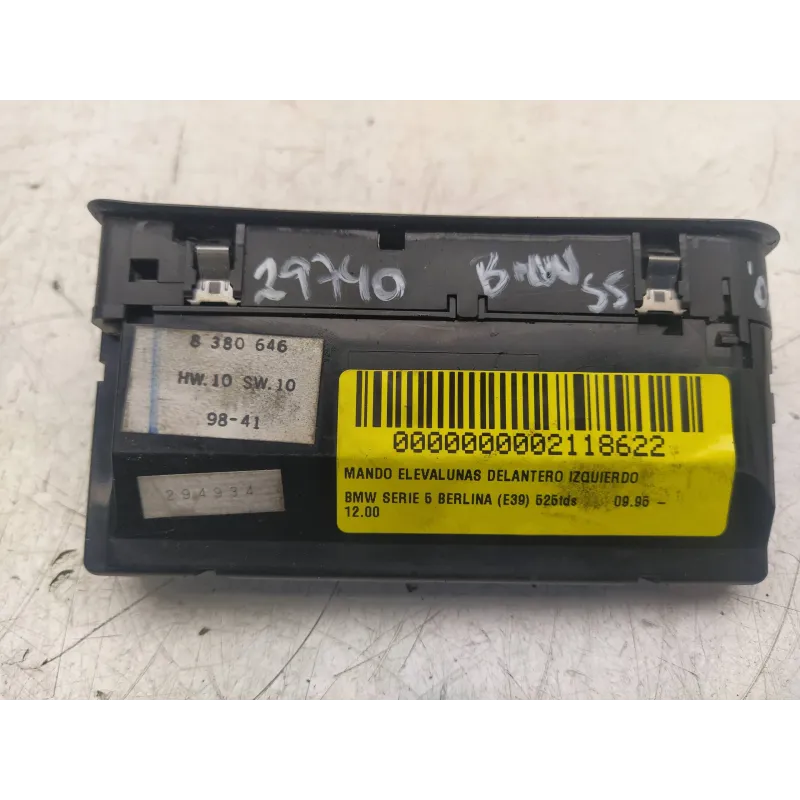 29740 BMW SS
8 380 646
HW.10 SW.10
98-41
294934
0000000002118622
MANDO ELEVALUNAS DELANTERO IZQUIERDO
BMW SERIE 5 BERLINA (E39) 525tds 09.95 -
12.00